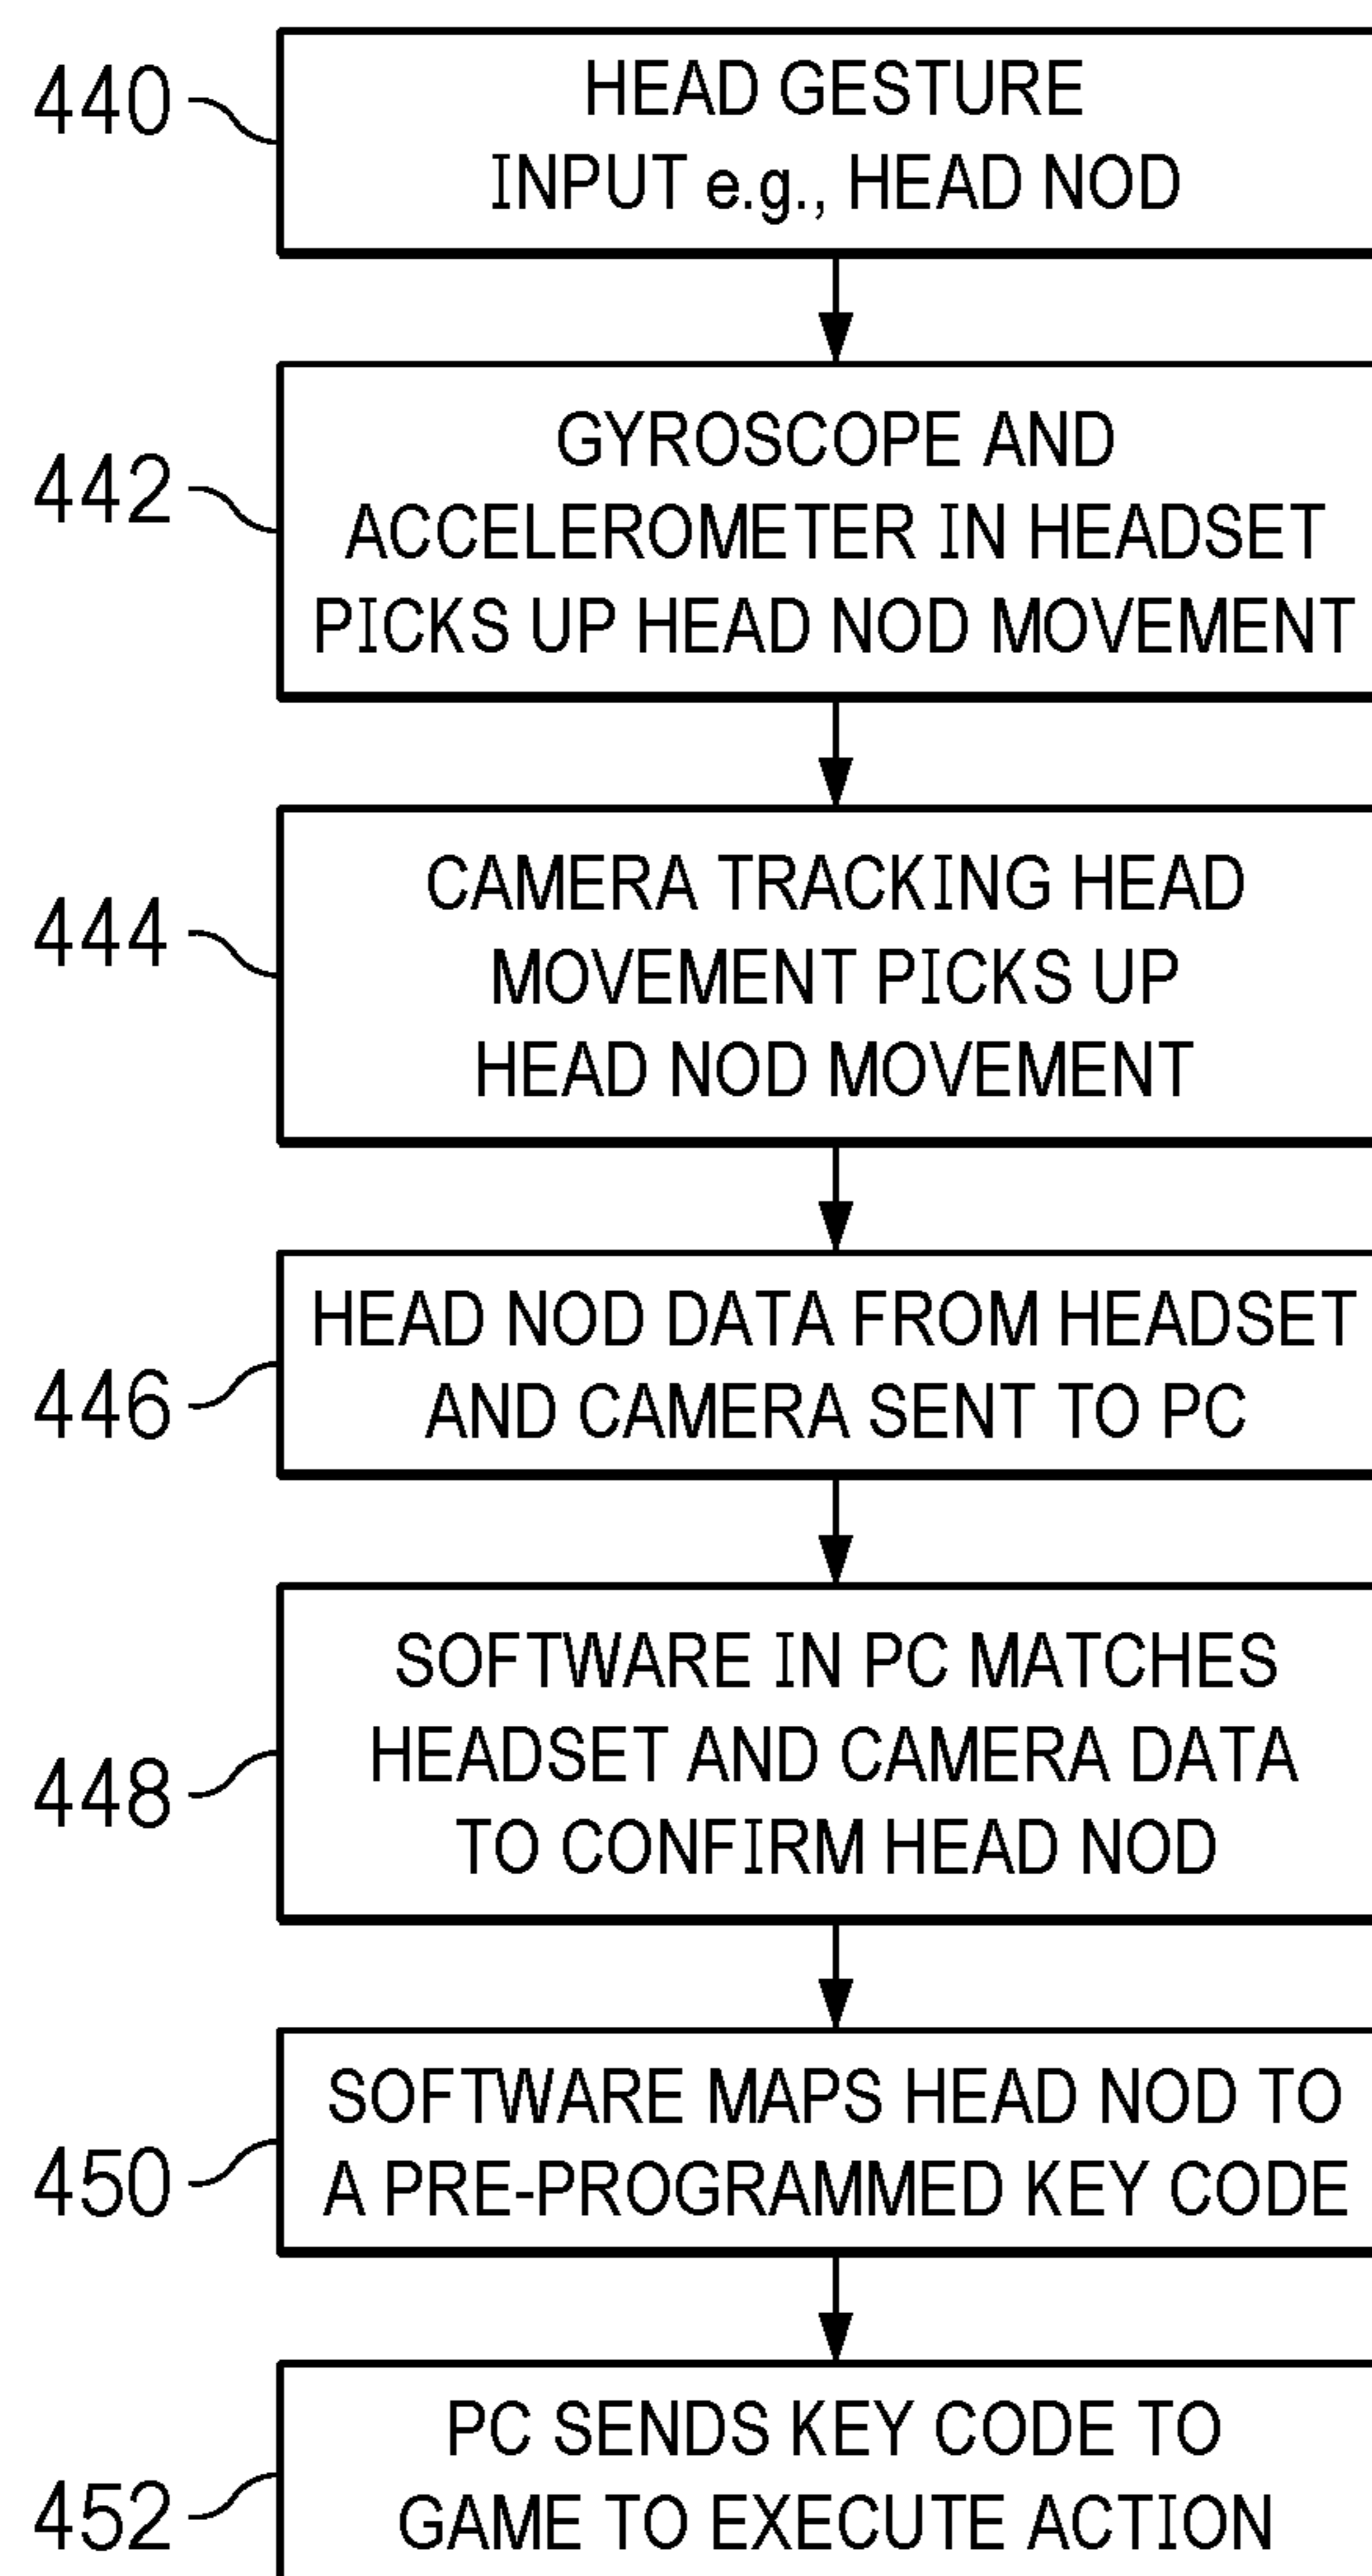 440
HEAD GESTURE
INPUT e.g., HEAD NOD
442
GYROSCOPE AND
ACCELEROMETER IN HEADSET
PICKS UP HEAD NOD MOVEMENT
444
CAMERA TRACKING HEAD
MOVEMENT PICKS UP
HEAD NOD MOVEMENT
446
HEAD NOD DATA FROM HEADSET
AND CAMERA SENT TO PC
448
SOFTWARE IN PC MATCHES
HEADSET AND CAMERA DATA
TO CONFIRM HEAD NOD
450
SOFTWARE MAPS HEAD NOD TO
A PRE-PROGRAMMED KEY CODE
452
PC SENDS KEY CODE TO
GAME TO EXECUTE ACTION